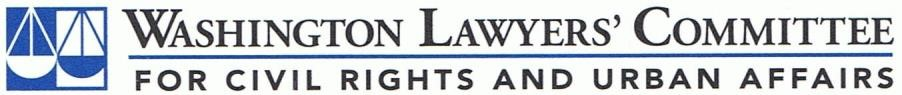 WASHINGTON LAWYERS' COMMITTEE
FOR CIVIL RIGHTS AND URBAN AFFAIRS